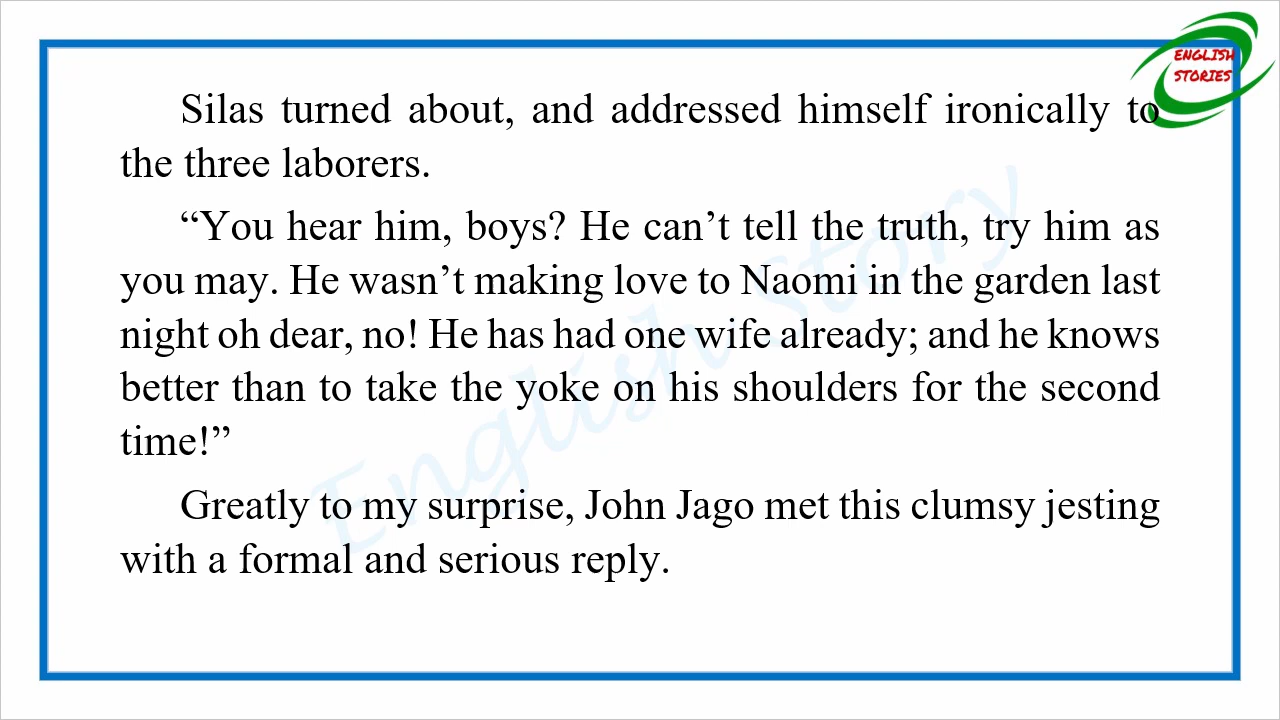 ENGLISH
STORIES
Silas turned about, and addressed himself ironically to
the three laborers.
“You hear him, boys? He can’t tell the truth, try him as
you may. He wasn’t making love to Naomi in the garden last
night oh dear, no! He has had one wife already; and he knows
better than to take the yoke on his shoulders for the second
time!”
Greatly to my surprise, John Jago met this clumsy jesting
with a formal and serious reply.
English Story